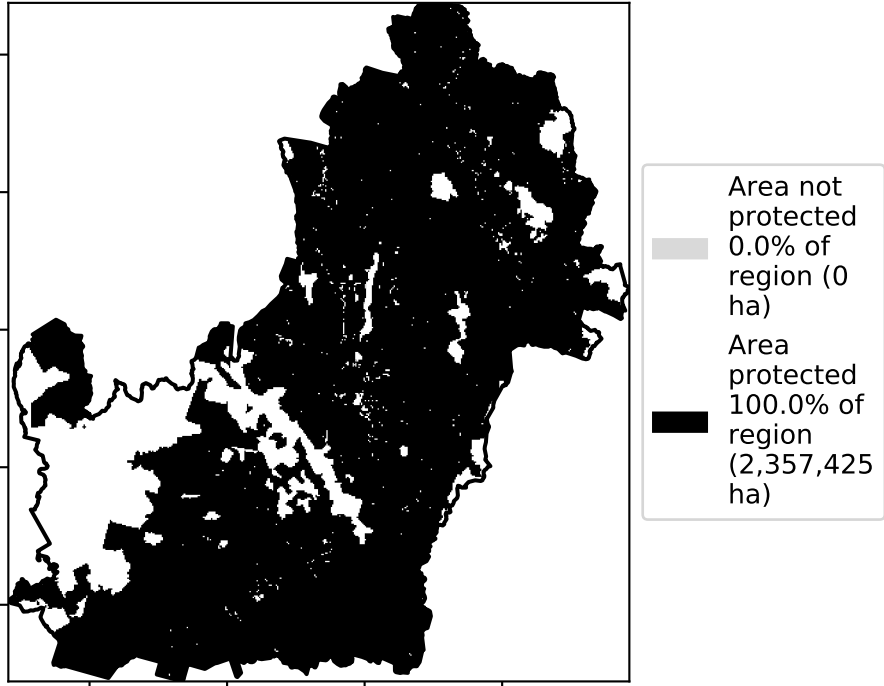 Area not
protected
0.0% of
region (0
ha)
Area
protected
100.0% of
region
(2,357,425
ha)